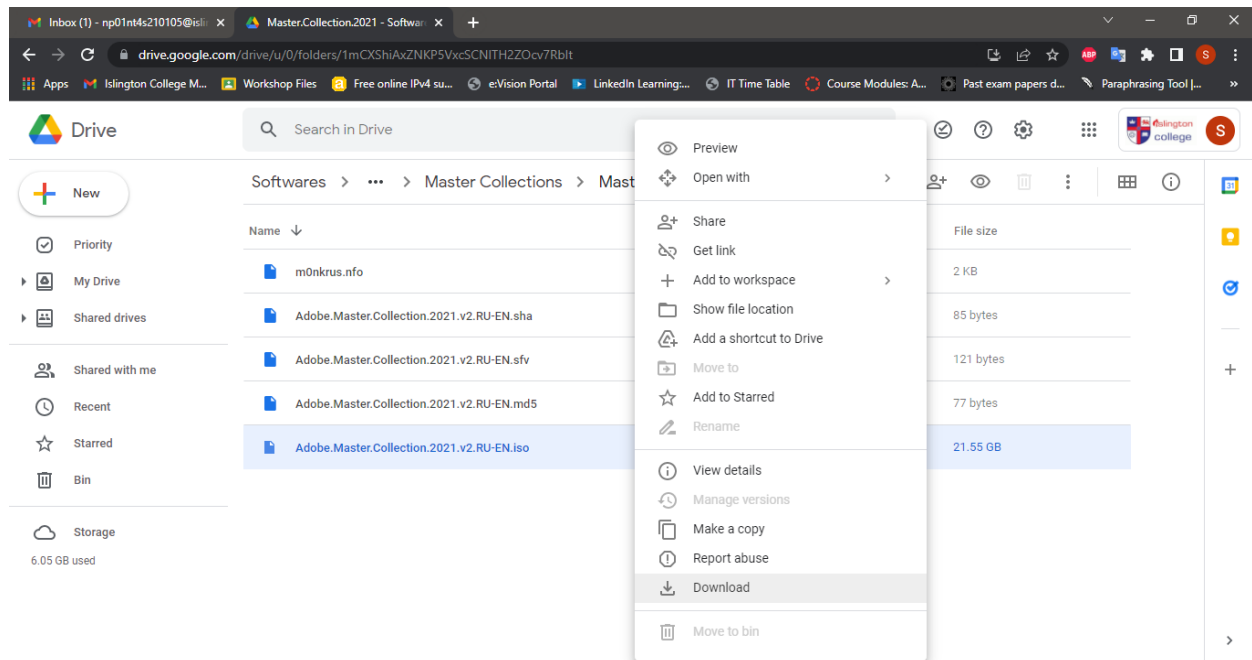 Inbox (1) - np01nt4s210105@isli
Master.Collection.2021 - Softwar
drive.google.com/drive/u/0/folders/1mCXShiAxZNKP5VxcSCNITH2ZOcv7RbIt
ABP
S
Apps Islington College M... Workshop Files Free online IPv4 su... eVision Portal LinkedIn Learning:... IT Time Table Course Modules: A... Past exam papers d... Paraphrasing Tool |... »
Drive
Search in Drive
islington
college
S
New
Softwares > ... > Master Collections > Mast
31
Name
File size
Priority
My Drive
Shared drives
Shared with me
Recent
Starred
Bin
Storage
6.05 GB used
m0nkrus.nfo 2 KB
Adobe.Master.Collection.2021.v2.RU-EN.sha 85 bytes
Adobe.Master.Collection.2021.v2.RU-EN.sfv 121 bytes
Adobe.Master.Collection.2021.v2.RU-EN.md5 77 bytes
Adobe.Master.Collection.2021.v2.RU-EN.iso 21.55 GB
Preview
Open with
Share
Get link
Add to workspace
Show file location
Add a shortcut to Drive
Move to
Add to Starred
Rename
View details
Manage versions
Make a copy
Report abuse
Download
Move to bin